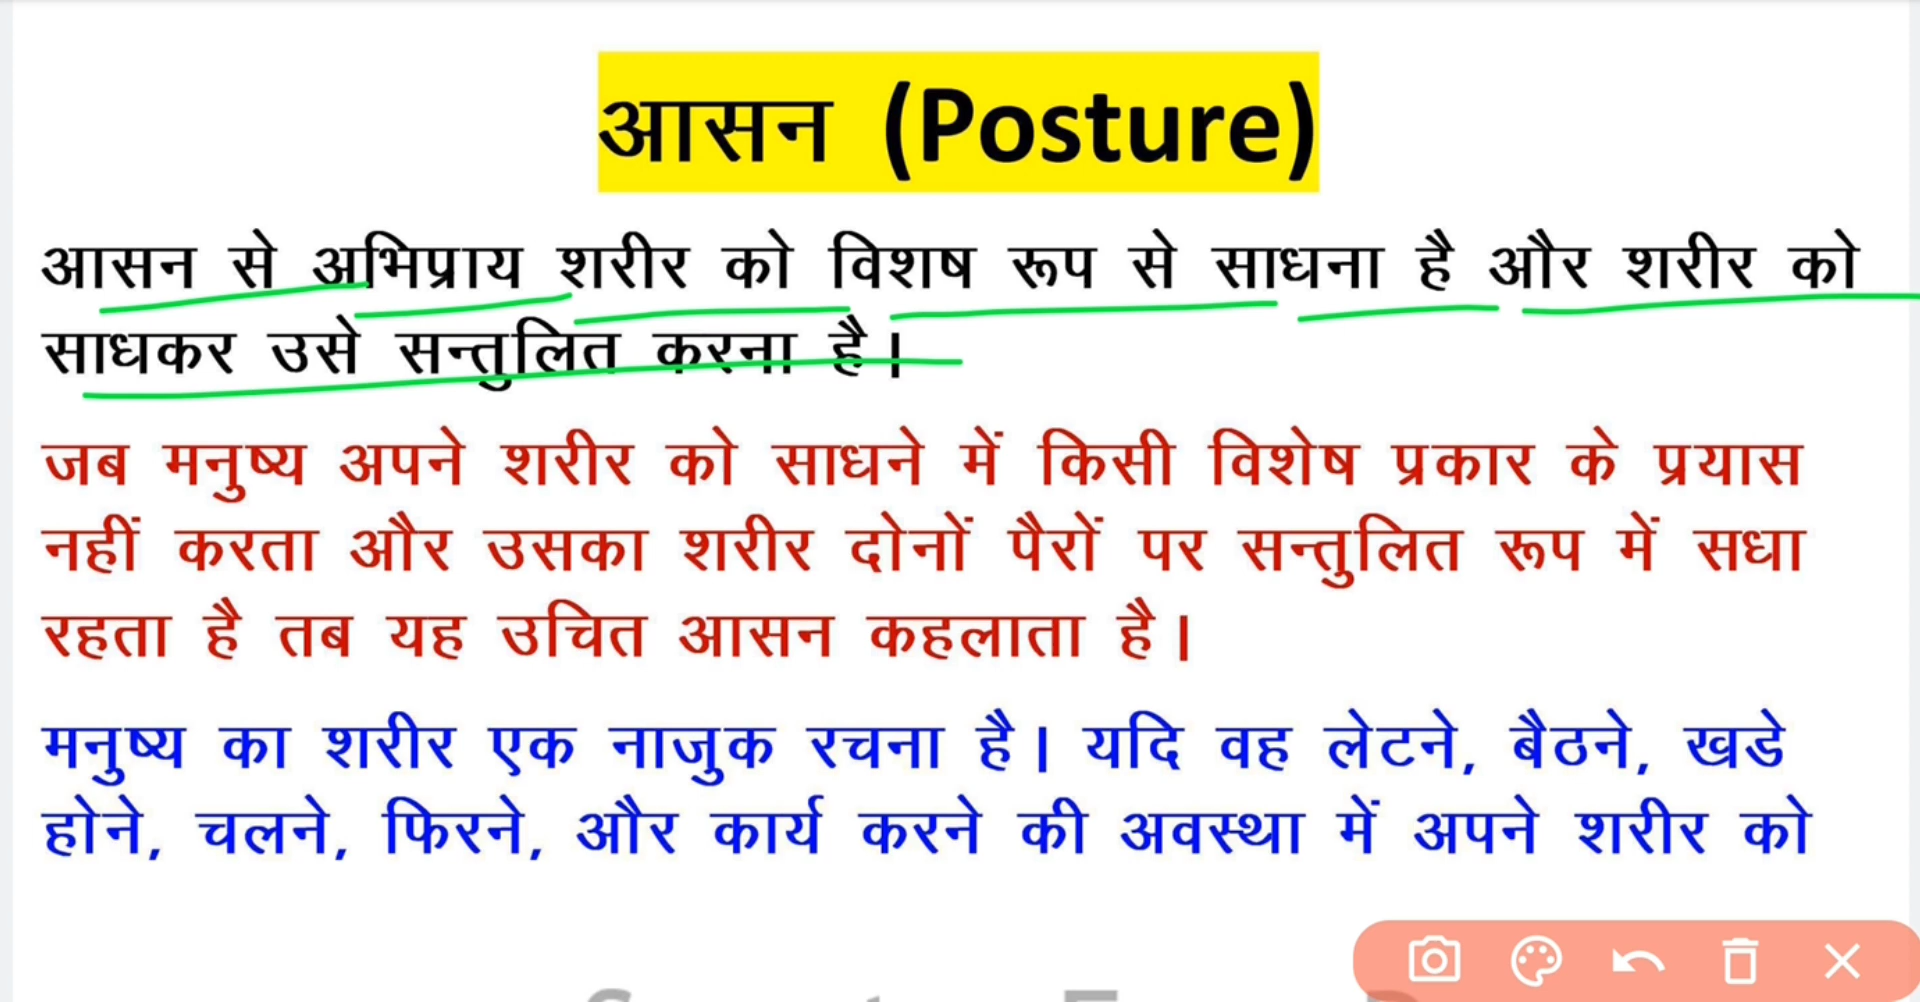 आसन (Posture)
आसन से अभिप्राय शरीर को विशष रूप से साधना है और शरीर को
साधकर उसे सन्तुलित करना है।
जब मनुष्य अपने शरीर को साधने में किसी विशेष प्रकार के प्रयास
नहीं करता और उसका शरीर दोनों पैरों पर सन्तुलित रूप में सधा
रहता है तब यह उचित आसन कहलाता है।
मनुष्य का शरीर एक नाजुक रचना है। यदि वह लेटने, बैठने, खडे
होने, चलने, फिरने, और कार्य करने की अवस्था में अपने शरीर को